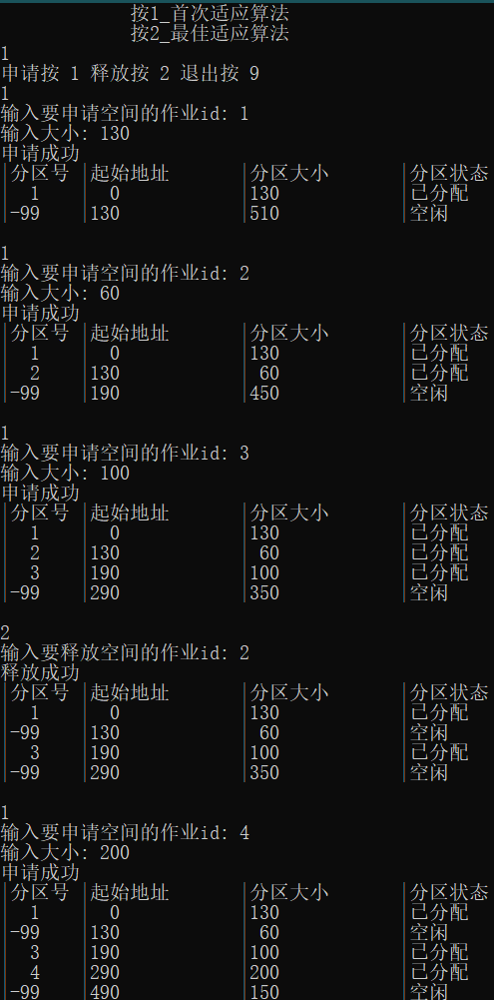 按1_首次适应算法
按2_最佳适应算法
1
申请按 1 释放按 2 退出按 9
1
输入要申请空间的作业id: 1
输入大小: 130
申请成功
分区号 起始地址 分区大小 分区状态
1 0 130 已分配
-99 130 510 空闲
1
输入要申请空间的作业id: 2
输入大小: 60
申请成功
分区号 起始地址 分区大小 分区状态
1 0 130 已分配
2 130 60 已分配
-99 190 450 空闲
1
输入要申请空间的作业id: 3
输入大小: 100
申请成功
分区号 起始地址 分区大小 分区状态
1 0 130 已分配
2 130 60 已分配
3 190 100 已分配
-99 290 350 空闲
2
输入要释放空间的作业id: 2
释放成功
分区号 起始地址 分区大小 分区状态
1 0 130 已分配
-99 130 60 空闲
3 190 100 已分配
-99 290 350 空闲
1
输入要申请空间的作业id: 4
输入大小: 200
申请成功
分区号 起始地址 分区大小 分区状态
1 0 130 已分配
-99 130 60 空闲
3 190 100 已分配
4 290 200 已分配
-99 490 150 空闲